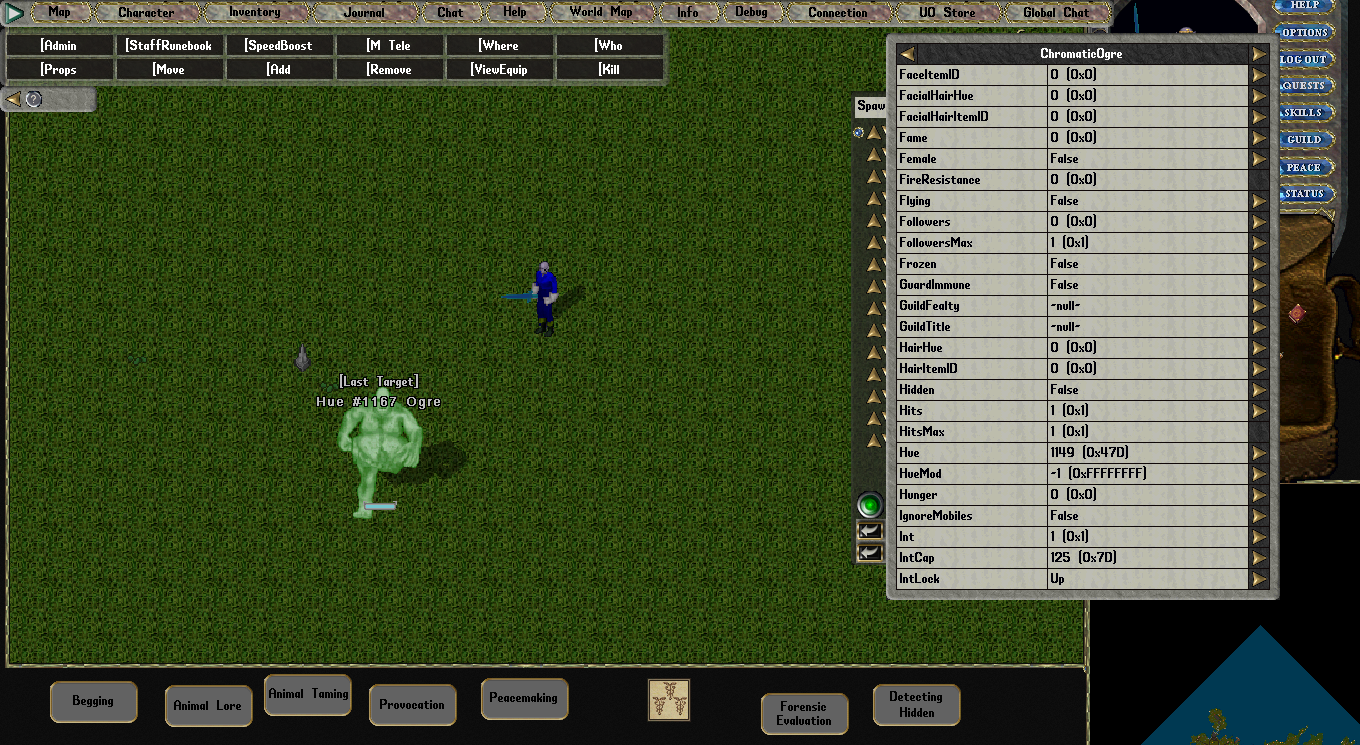 Map Character Inventory Journal Chat Help World Map Info Debug Connection UO Store Global Chat
[Admin [StaffRunebook [SpeedBoost [M Tele [Where [Who
[Props [Move [Add [Remove [ViewEquip [Kill
?
HELP
OPTIONS
LOG OUT
QUESTS
SKILLS
GUILD
PEACE
STATUS
Spaw
ChromaticOgre
FaceItemID 0 (0x0)
FacialHairHue 0 (0x0)
FacialHairItemID 0 (0x0)
Fame 0 (0x0)
Female False
FireResistance 0 (0x0)
Flying False
Followers 0 (0x0)
FollowersMax 1 (0x1)
Frozen False
GuardImmune False
GuildFealty -null-
GuildTitle -null-
HairHue 0 (0x0)
HairItemID 0 (0x0)
Hidden False
Hits 1 (0x1)
HitsMax 1 (0x1)
Hue 1149 (0x47D)
HueMod -1 (0xFFFFFFFF)
Hunger 0 (0x0)
IgnoreMobiles False
Int 1 (0x1)
IntCap 125 (0x7D)
IntLock Up
[Last Target]
Hue #1167 Ogre
Begging
Animal Lore
Animal Taming
Provocation
Peacemaking
Forensic
Evaluation
Detecting
Hidden